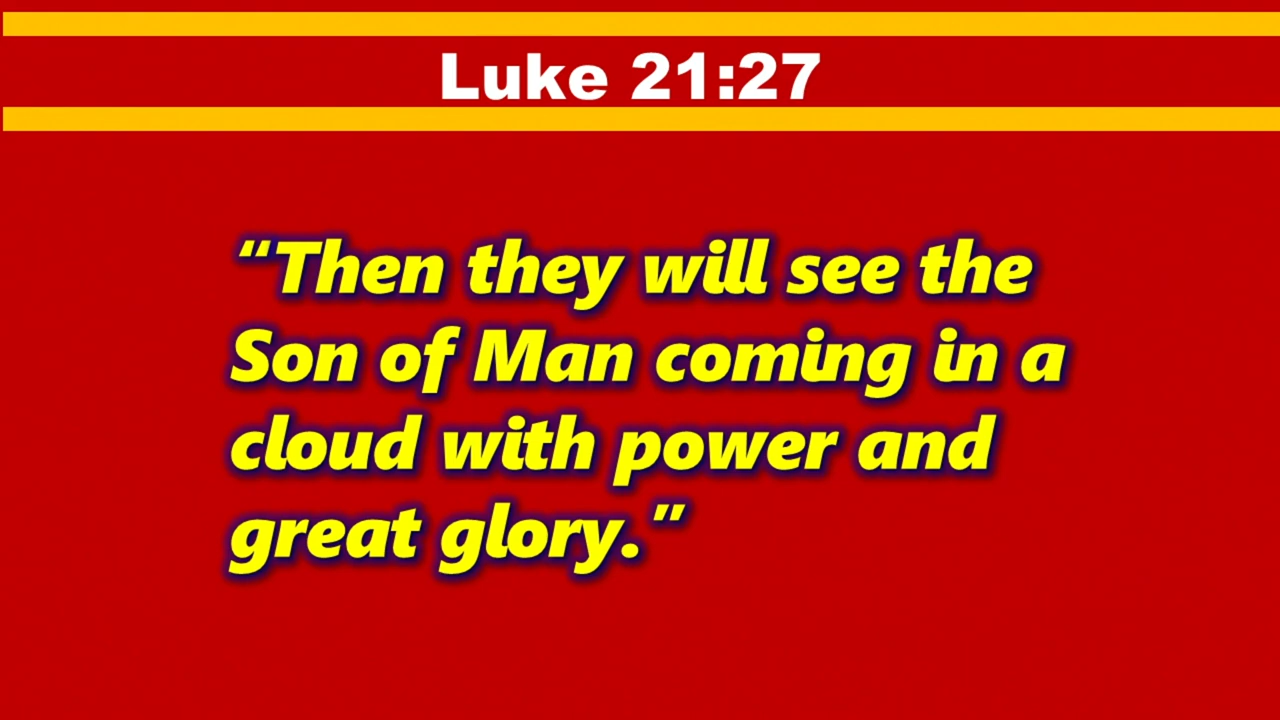 Luke 21:27
“Then they will see the
Son of Man coming in a
cloud with power and
great glory.”